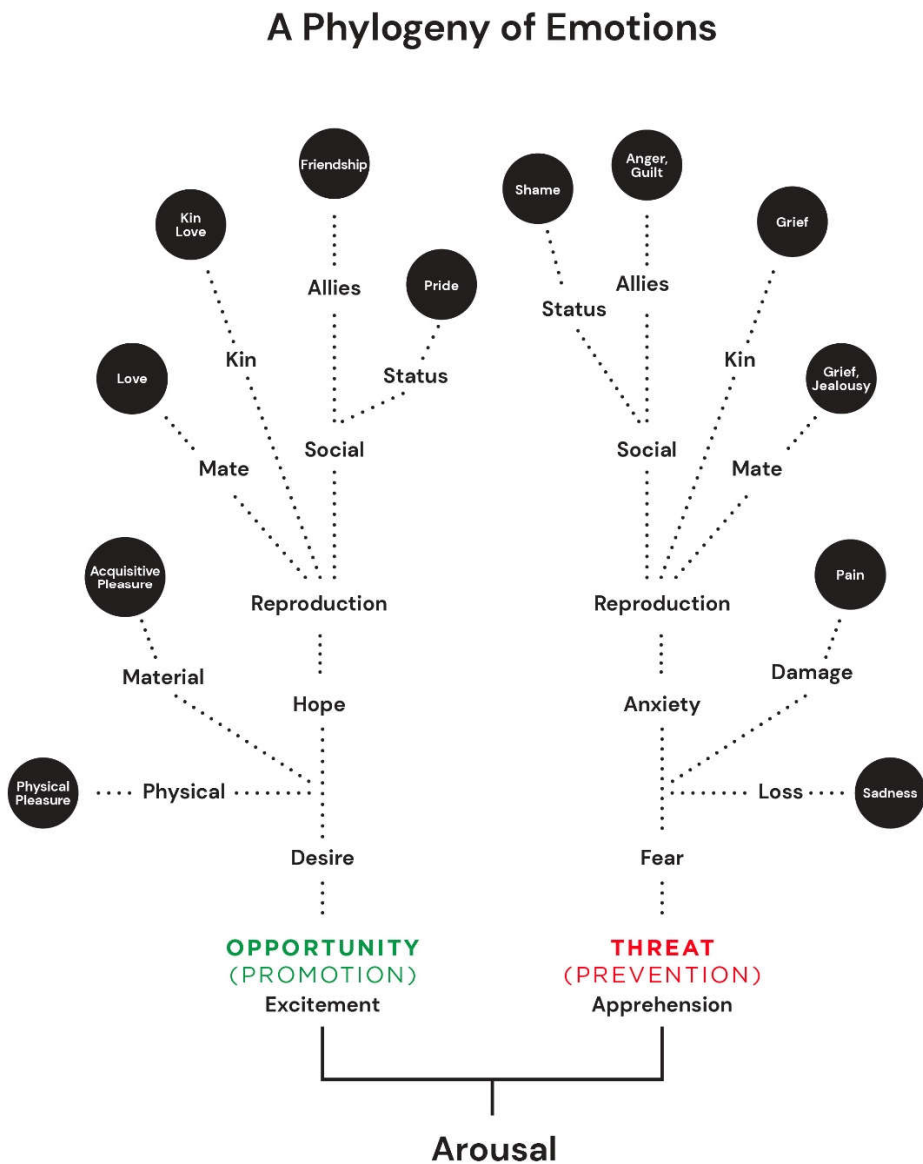 A Phylogeny of Emotions
Friendship
Anger,
Guilt
Shame
Kin
Love
Grief
Allies
Allies
Pride
Status
Kin
Kin
Love
Status
Grief,
Jealousy
Social
Social
Mate
Mate
Acquisitive
Pleasure
Pain
Reproduction
Reproduction
Material
Damage
Hope
Anxiety
Physical
Pleasure
Physical
Loss
Sadness
Desire
Fear
OPPORTUNITY
(PROMOTION)
Excitement
THREAT
(PREVENTION)
Apprehension
Arousal